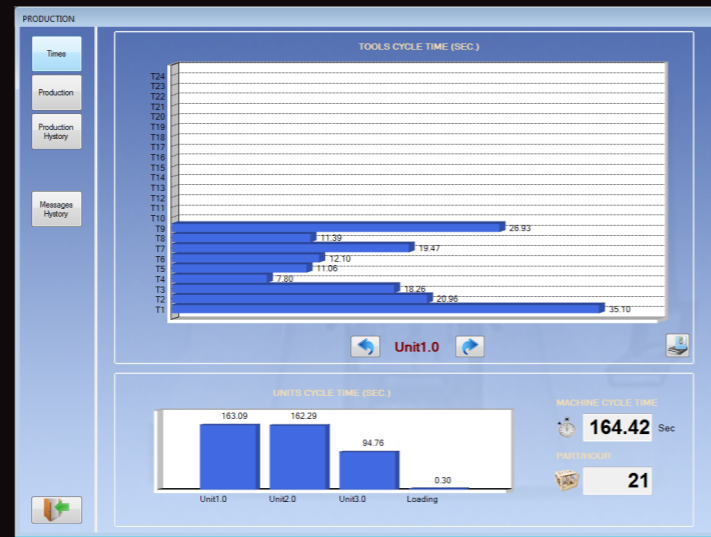 PRODUCTION
Times
Production
Production
Hystory
Messages
Hystory
TOOLS CYCLE TIME (SEC.)
T24
T23
T22
T21
T20
T19
T18
T17
T16
T15
T14
T13
T12
T11
T10
T9 26.93
T8 11.39
T7 19.47
T6 12.10
T5 11.06
T4 7.80
T3 18.26
T2 20.96
T1 35.10
Unit1.0
UNITS CYCLE TIME (SEC.)
163.09 162.29 94.76 0.30
Unit1.0 Unit2.0 Unit3.0 Loading
MACHINE CYCLE TIME
164.42 Sec
PART/HOUR
21